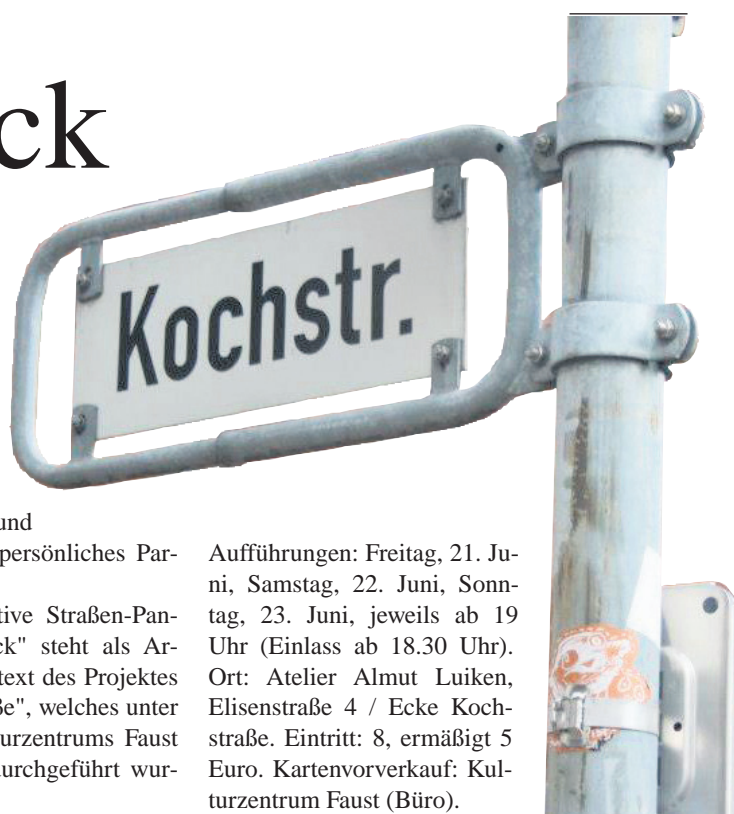 ck
Kochstr.
und
persönliches Par-
tive Straßen-Pan-
ck" steht als Ar-
text des Projektes
ße", welches unter
urzentrums Faust
durchgeführt wur-
Aufführungen: Freitag, 21. Ju-
ni, Samstag, 22. Juni, Sonn-
tag, 23. Juni, jeweils ab 19
Uhr (Einlass ab 18.30 Uhr).
Ort: Atelier Almut Luiken,
Elisenstraße 4 / Ecke Koch-
straße. Eintritt: 8, ermäßigt 5
Euro. Kartenvorverkauf: Kul-
turzentrum Faust (Büro).